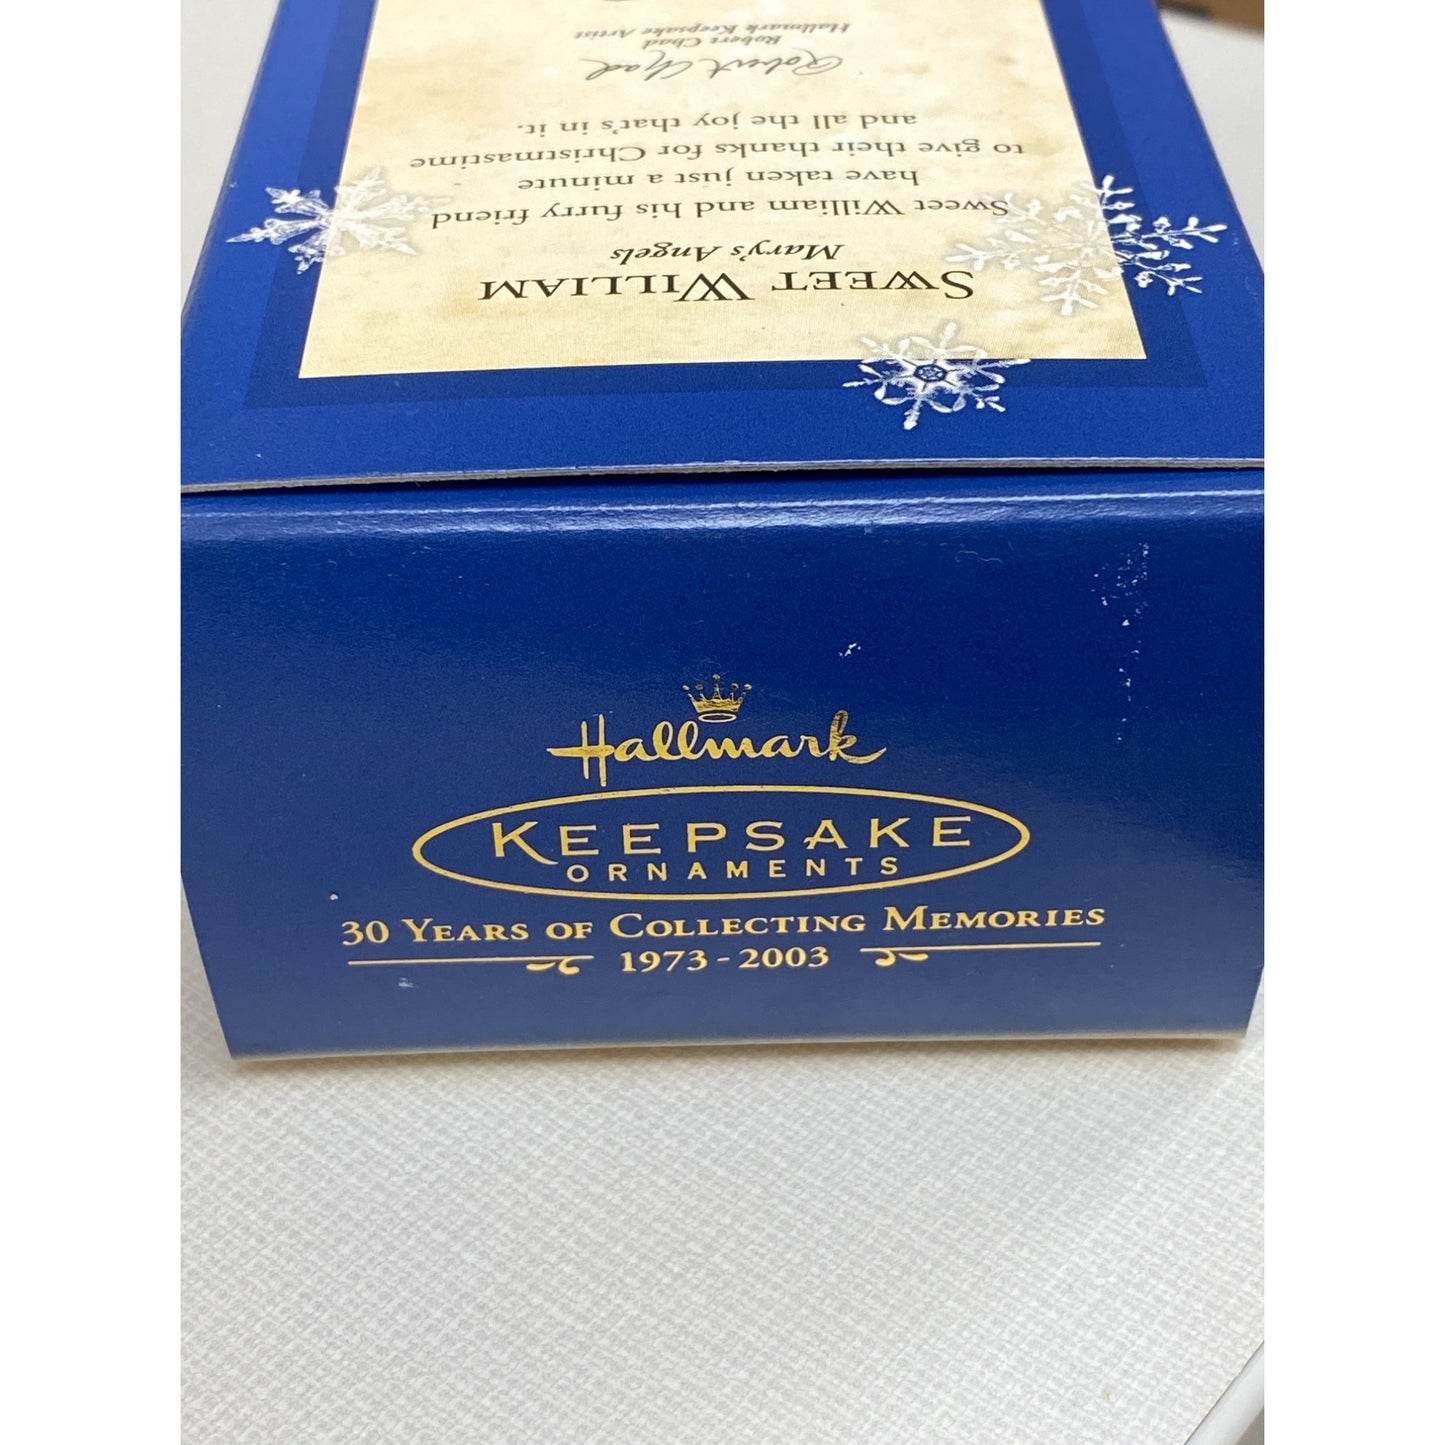 SWEET WILLIAM
Mary's Angels
Sweet William and his furry friend
have taken just a minute
to give their thanks for Christmastime
and all the joy that's in it.
Robert Chad
Robert Chad
Hallmark Keepsake Artist
Hallmark
KEEPSAKE
ORNAMENTS
30 YEARS OF COLLECTING MEMORIES
1973-2003